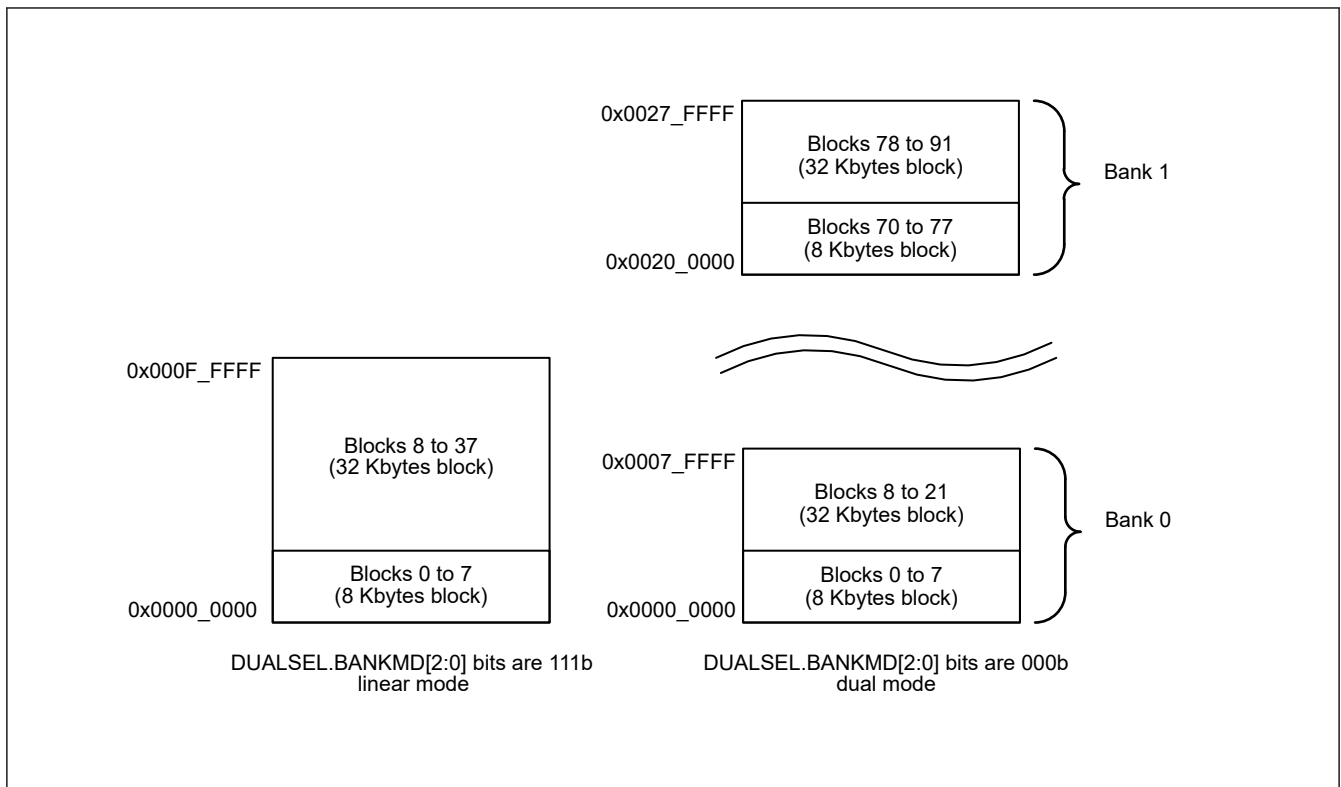 0x0027_FFFF
Blocks 78 to 91
(32 Kbytes block)
Bank 1
Blocks 70 to 77
(8 Kbytes block)
0x0020_0000
0x000F_FFFF
Blocks 8 to 37
(32 Kbytes block)
0x0007_FFFF
Blocks 8 to 21
(32 Kbytes block)
Bank 0
Blocks 0 to 7
(8 Kbytes block)
0x0000_0000
Blocks 0 to 7
(8 Kbytes block)
0x0000_0000
DUALSEL.BANKMD[2:0] bits are 111b
linear mode
DUALSEL.BANKMD[2:0] bits are 000b
dual mode